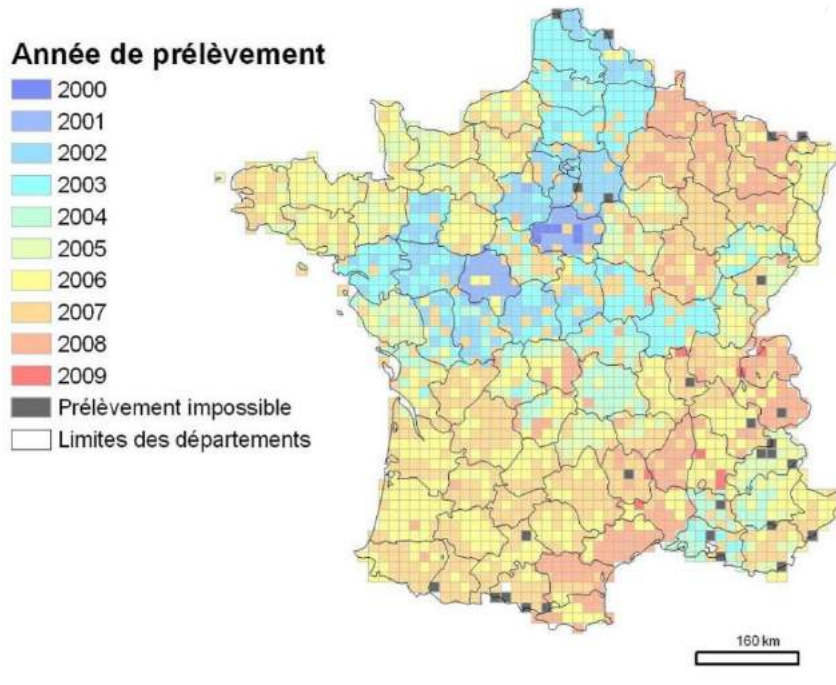 Année de prélèvement
2000
2001
2002
2003
2004
2005
2006
2007
2008
2009
Prélèvement impossible
Limites des départements
160 km